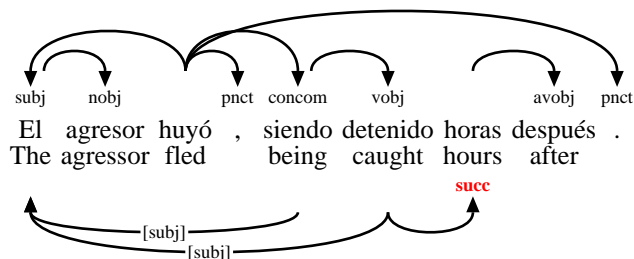 subj nobj pnct concom vobj avobj pnct
El agresor huyó , siendo detenido horas después .
The agressor fled being caught hours after
succ
[subj]
[subj]